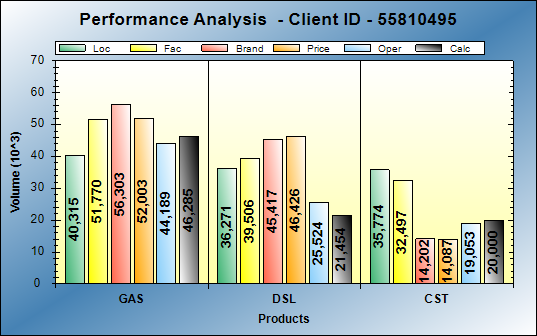 Performance Analysis - Client ID - 55810495
Loc Fac Brand Price Oper Calc
Volume (10^3)
70
60
50
40
30
20
10
0
40,315 51,770 56,303 52,003 44,189 46,285
36,271 39,506 45,417 46,426 25,524 21,454
35,774 32,497 14,202 14,087 19,053 20,000
GAS DSL CST
Products